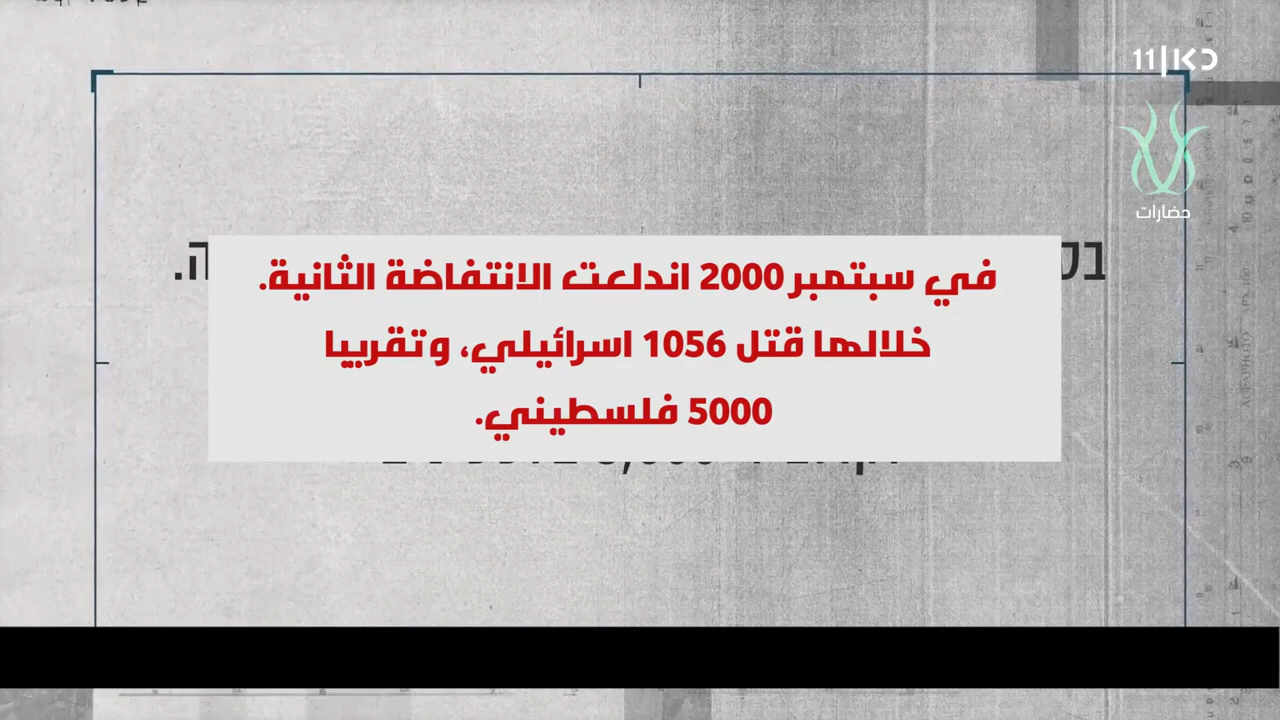 כאן 11
حضارات
في سبتمبر 2000 اندلعت الانتفاضة الثانية.
خلالها قتل 1056 اسرائيلي، وتقريبا
5000 فلسطيني.